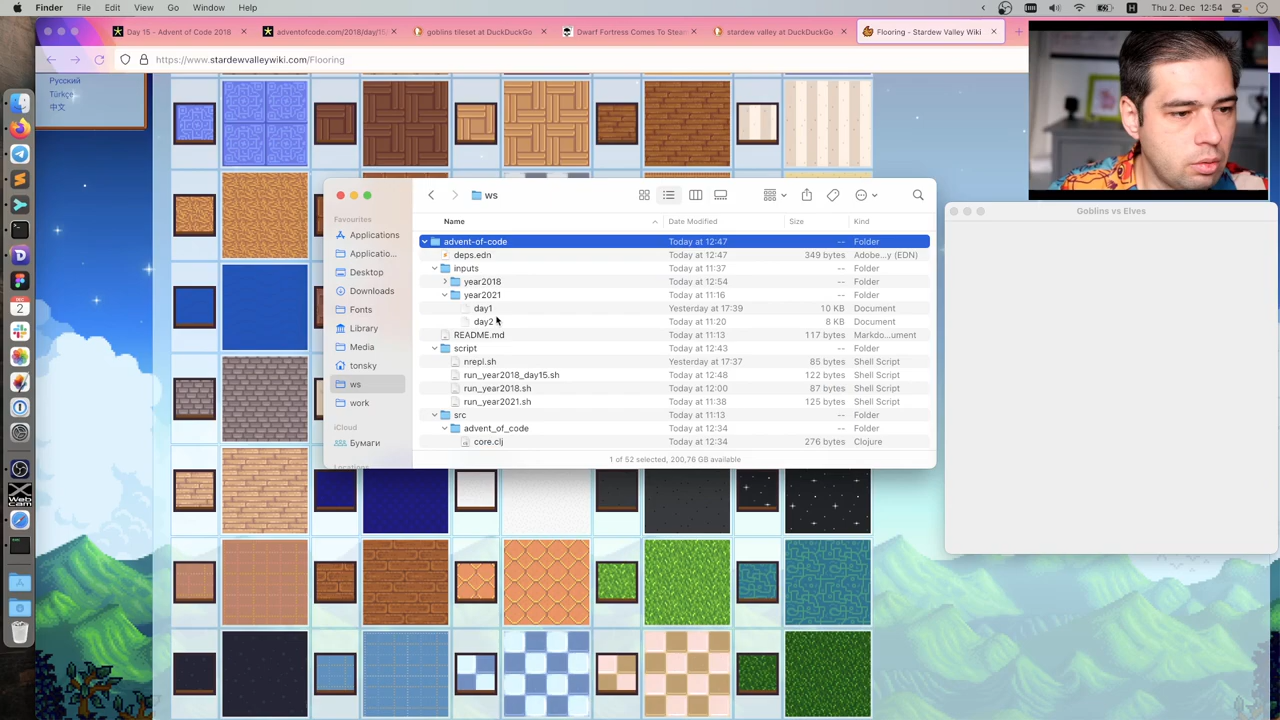 Finder File Edit View Go Window Help
H Thu 2. Dec 12:54
Day 15 - Advent of Code 2018 ×
adventofcode.com/2018/day/15/ ×
goblins tileset at DuckDuckGo ×
Dwarf Fortress Comes To Steam ×
stardew valley at DuckDuckGo ×
Flooring - Stardew Valley Wiki ×
https://www.stardewvalleywiki.com/Flooring
Русский
Türkçe
中文
ws
Goblins vs Elves
Favourites
Applications
Applicatio…
Desktop
Downloads
Fonts
Library
Media
tonsky
ws
work
iCloud
Бумаги
Locations
Name Date Modified Size Kind
advent-of-code Today at 12:47 -- Folder
deps.edn Today at 12:47 349 bytes Adobe...y (EDN)
inputs Today at 11:37 -- Folder
year2018 Today at 12:54 -- Folder
year2021 Today at 11:16 -- Folder
day1 Yesterday at 17:39 10 KB Document
day2 Today at 11:20 8 KB Document
README.md Today at 11:13 117 bytes Markdo...ument
script Today at 12:43 -- Folder
nrepl.sh Yesterday at 17:37 85 bytes Shell Script
run_year2018_day15.sh Today at 12:48 122 bytes Shell Script
run_year2018.sh Today at 12:00 87 bytes Shell Script
run_year2021.sh Today at 11:38 125 bytes Shell Script
src Today at 11:13 -- Folder
advent_of_code Today at 12:34 -- Folder
core.clj Today at 12:34 276 bytes Clojure
1 of 52 selected, 200,76 GB available
DEC
2
WEB
CAM